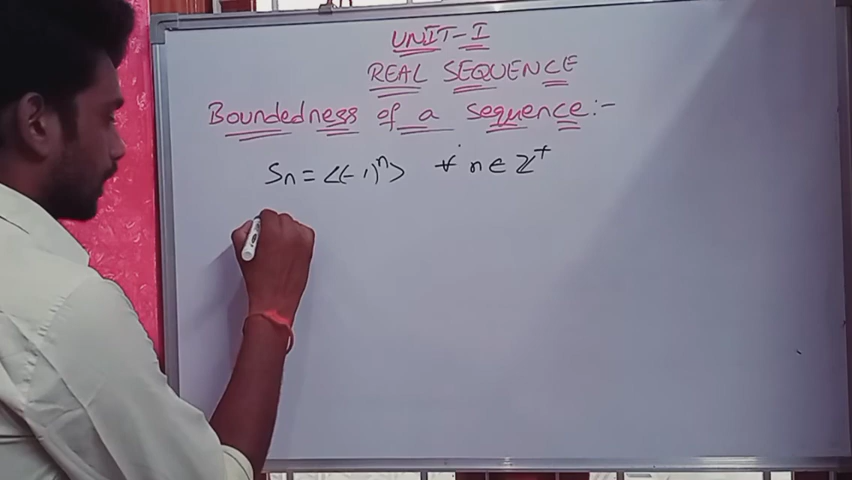 UNIT-I
REAL SEQUENCE
Boundedness of a sequence:-
Sn = <(-1)^n> ∀ n ∈ Z^+